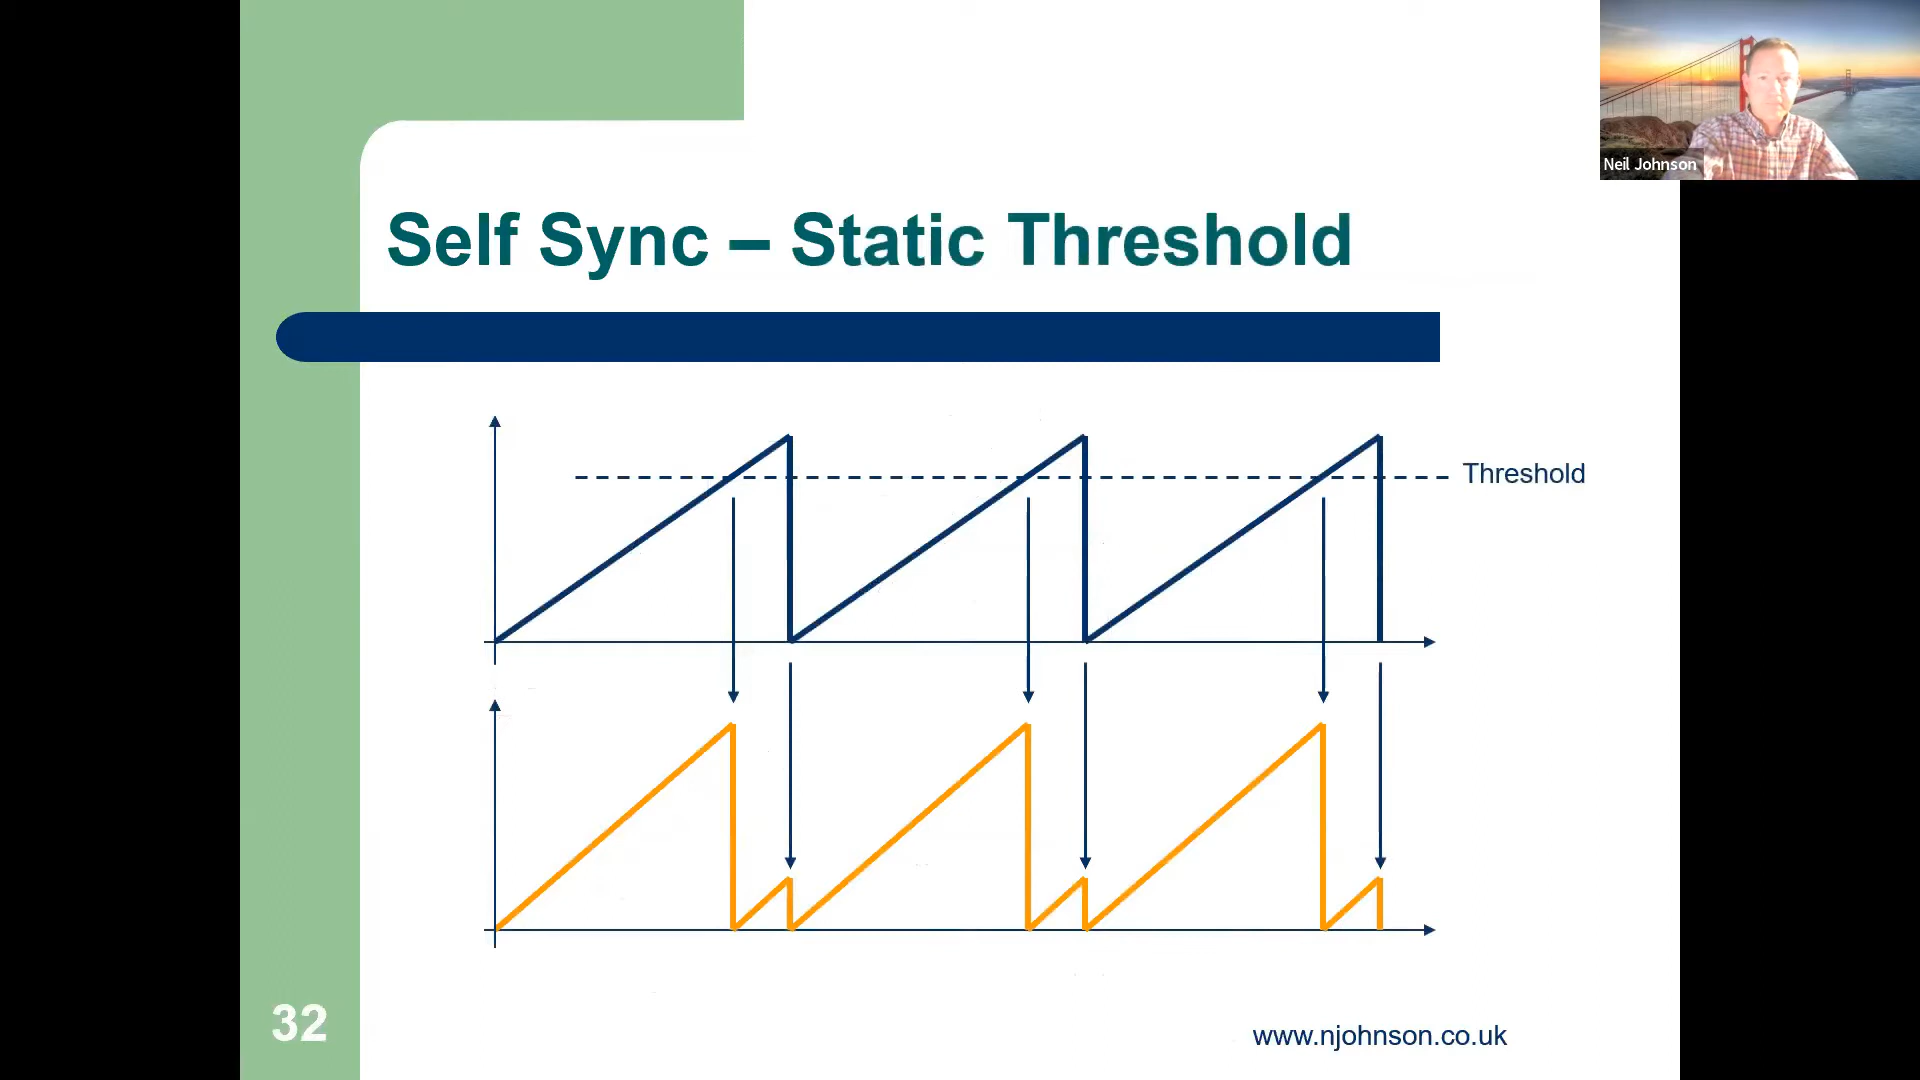 Neil Johnson
Self Sync – Static Threshold
Threshold
32
www.njohnson.co.uk